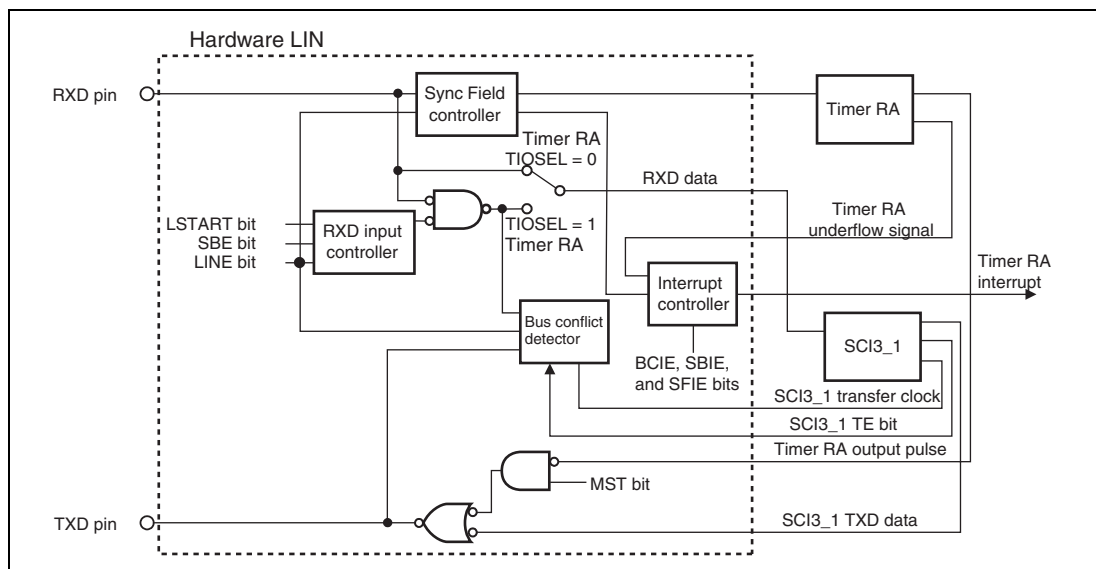 Hardware LIN
RXD pin
Sync Field
controller
Timer RA
Timer RA
TIOSEL = 0
RXD data
LSTART bit
SBE bit
LINE bit
RXD input
controller
TIOSEL = 1
Timer RA
Timer RA
underflow signal
Interrupt
controller
Timer RA
interrupt
Bus conflict
detector
BCIE, SBIE,
and SFIE bits
SCI3_1
SCI3_1 transfer clock
SCI3_1 TE bit
Timer RA output pulse
MST bit
TXD pin
SCI3_1 TXD data